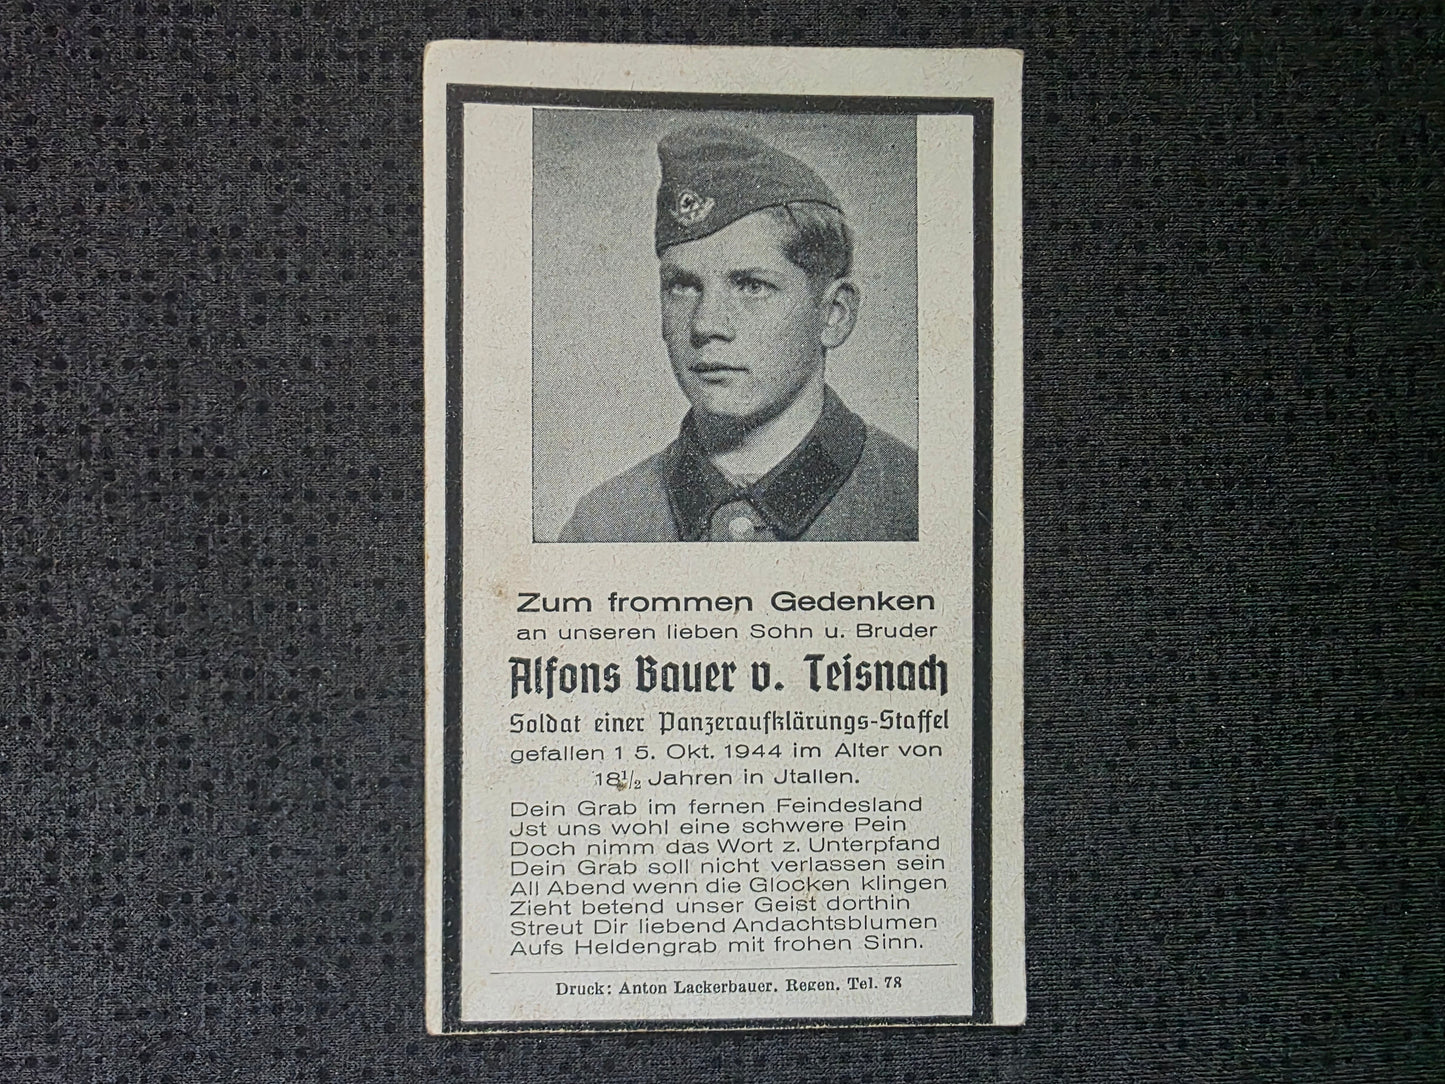 Zum frommen Gedenken
an unseren lieben Sohn u. Bruder
Alfons Bauer v. Teisnach
Soldat einer Panzeraufklärungs-Staffel
gefallen 1 5. Okt. 1944 im Alter von
18½ Jahren in Jtallen.
Dein Grab im fernen Feindesland
Jst uns wohl eine schwere Pein
Doch nimm das Wort z. Unterpfand
Dein Grab soll nicht verlassen sein
All Abend wenn die Glocken klingen
Zieht betend unser Geist dorthin
Streut Dir liebend Andachtsblumen
Aufs Heldengrab mit frohen Sinn.
Druck: Anton Lackerbauer. Regen. Tel. 78